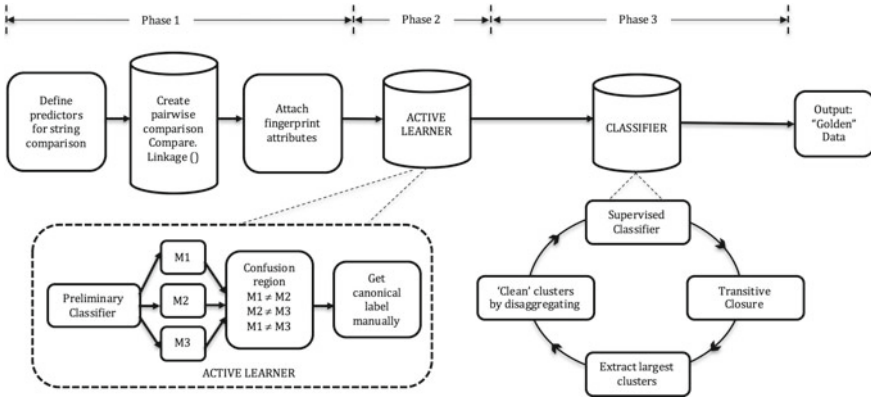 Phase 1
Phase 2
Phase 3
Define
predictors
for string
comparison
Create
pairwise
comparison
Compare.
Linkage ()
Attach
fingerprint
attributes
ACTIVE
LEARNER
CLASSIFIER
Output:
"Golden"
Data
Preliminary
Classifier
M1
M2
M3
Confusion
region
M1 ≠ M2
M2 ≠ M3
M1 ≠ M3
Get
canonical
label
manually
ACTIVE LEARNER
Supervised
Classifier
Transitive
Closure
Extract largest
clusters
'Clean' clusters
by disaggregating